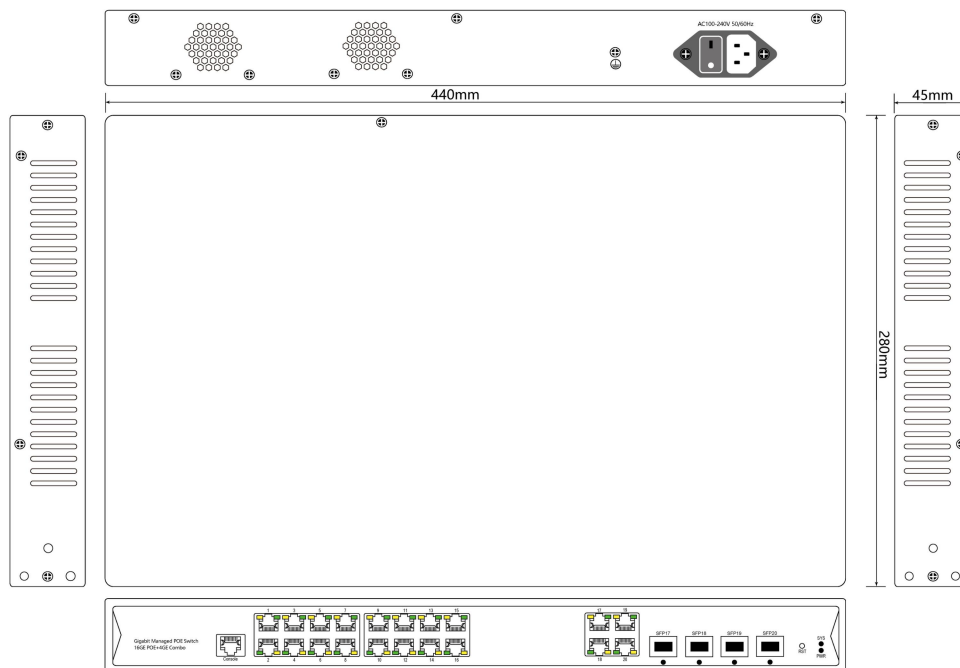 AC100-240V 50/60Hz
440mm
45mm
280mm
1 3 5 7 9 11 13 15 17 19
Gigabit Managed POE Switch
16GE POE+4GE Combo
Console
2 4 6 8 10 12 14 16 18 20
SFP17 SFP18 SFP19 SFP20
RST
SYS
PWR